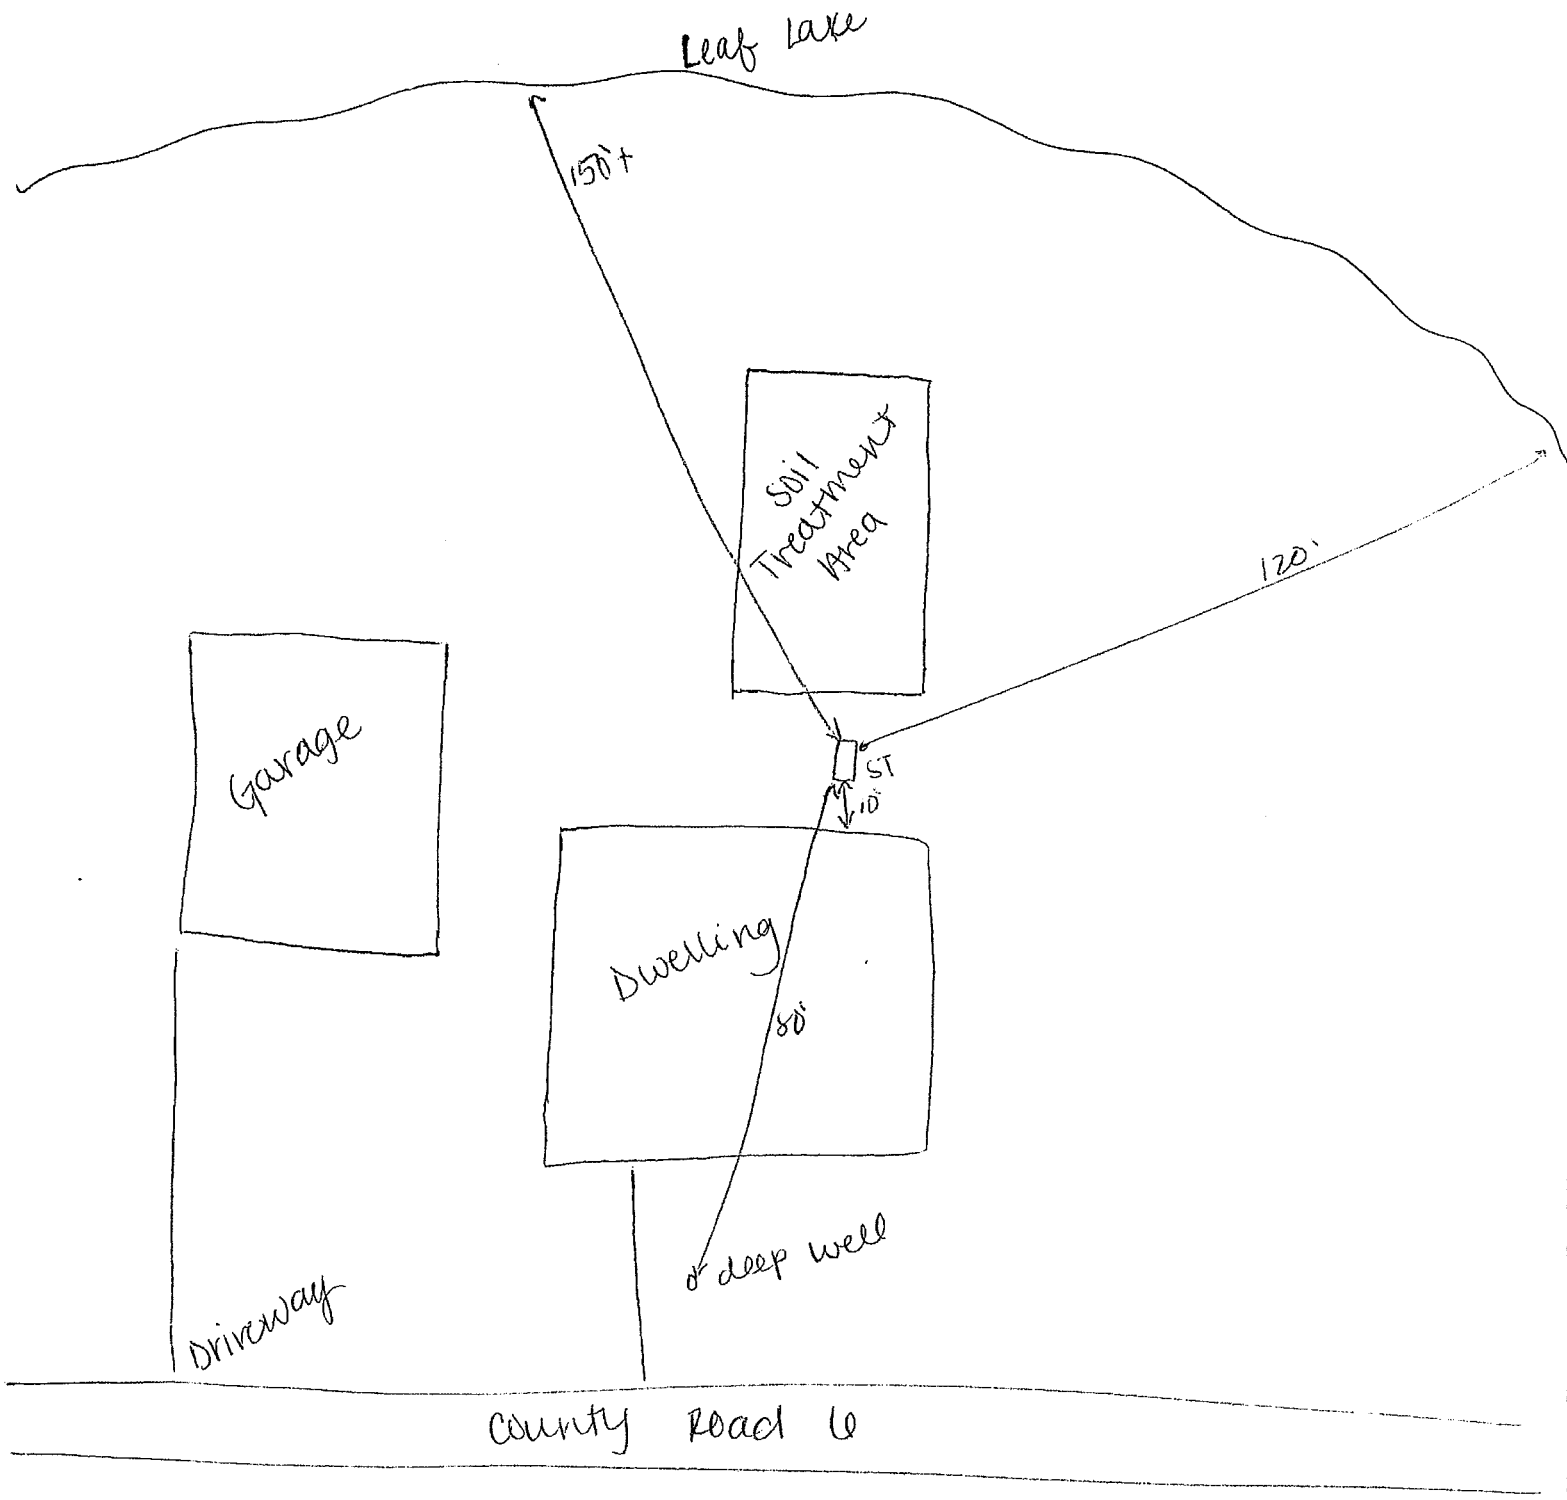 Leaf Lake
150'+
Soil
Treatment
Area
120'
Garage
ST
10'
Dwelling
80'
deep well
Driveway
County Road 6